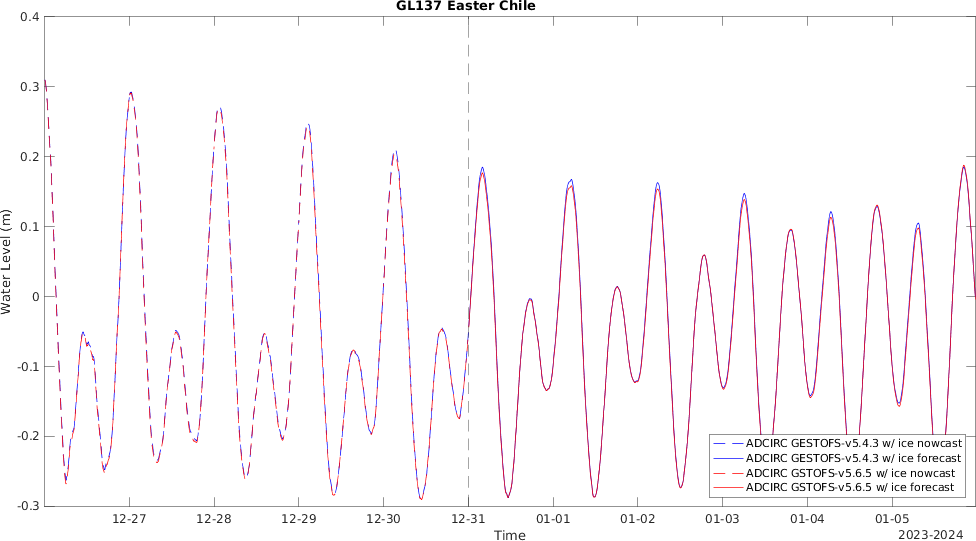 GL137 Easter Chile
0.4
0.3
0.2
0.1
0
-0.1
-0.2
-0.3
Water Level (m)
ADCIRC GESTOFS-v5.4.3 w/ ice nowcast
ADCIRC GESTOFS-v5.4.3 w/ ice forecast
ADCIRC GSTOFS-v5.6.5 w/ ice nowcast
ADCIRC GSTOFS-v5.6.5 w/ ice forecast
12-27 12-28 12-29 12-30 12-31 01-01 01-02 01-03 01-04 01-05
Time
2023-2024